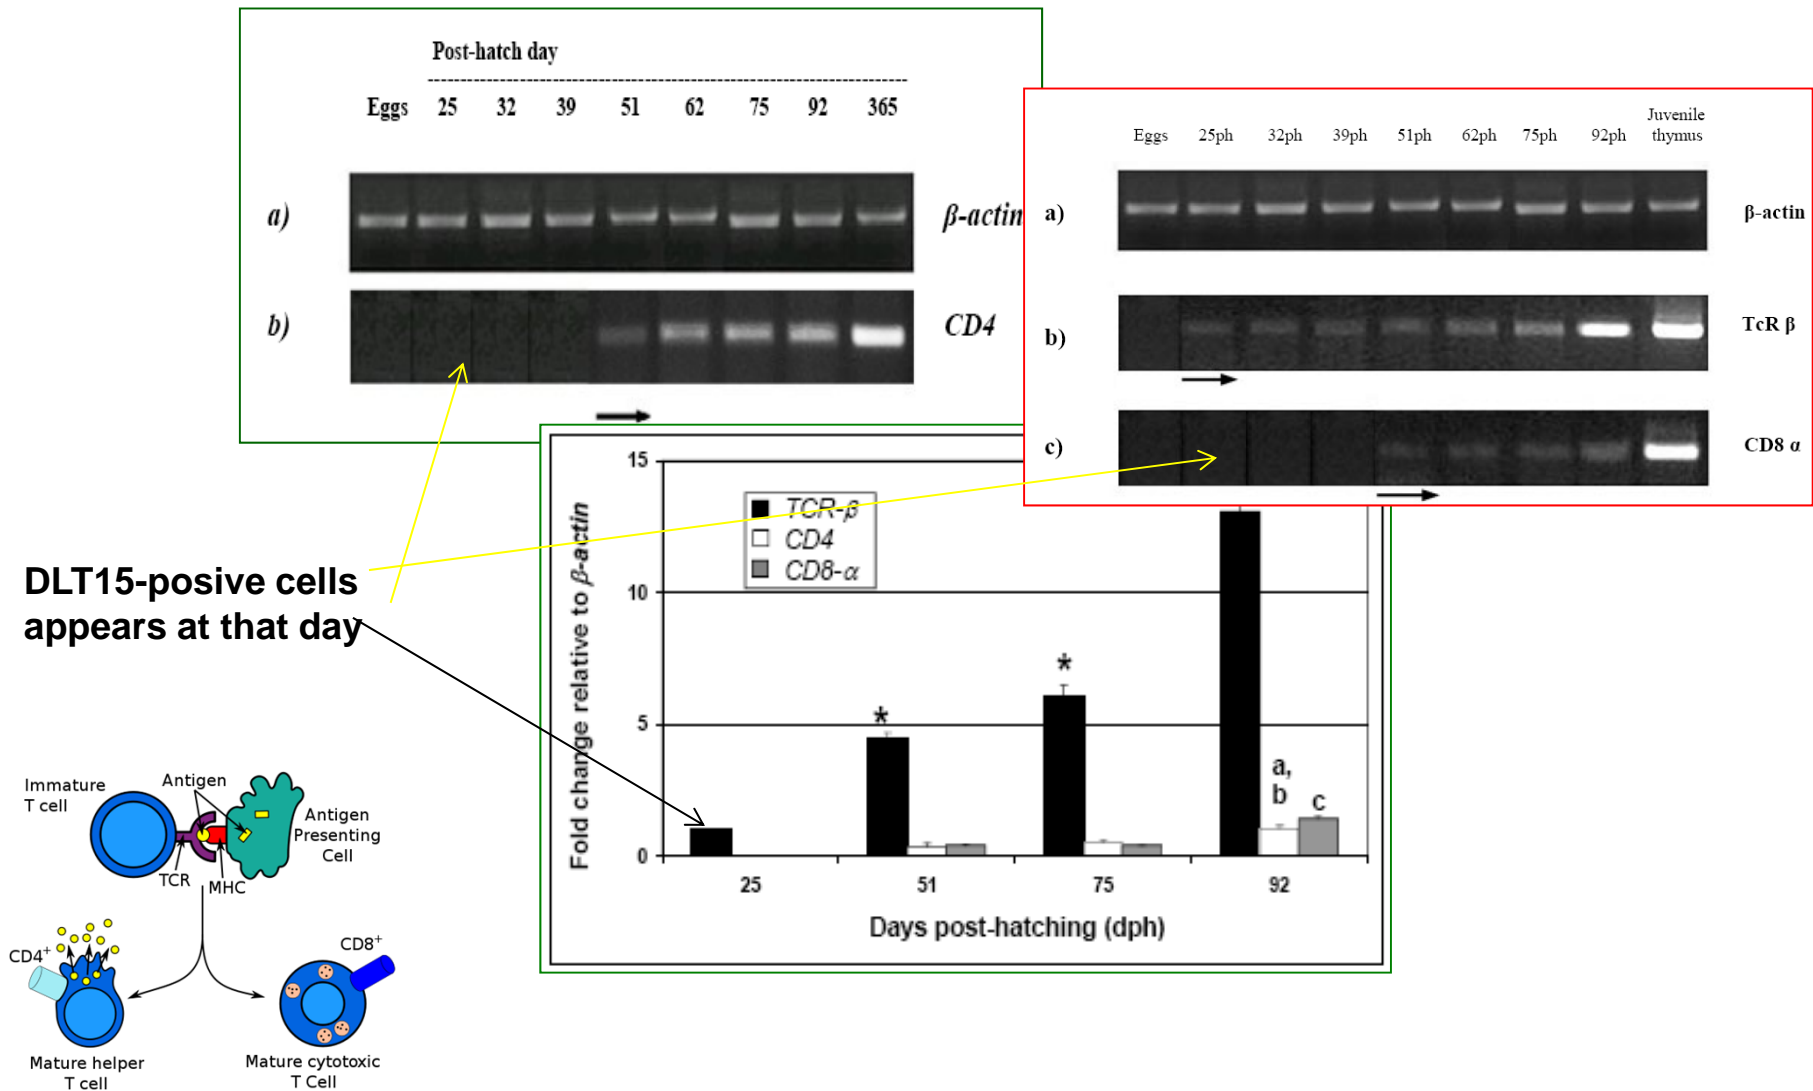 Post-hatch day
Eggs 25 32 39 51 62 75 92 365
a)
β-actin
b)
CD4
Juvenile
Eggs 25ph 32ph 39ph 51ph 62ph 75ph 92ph thymus
a)
β-actin
b)
TcR β
c)
CD8 α
DLT15-posive cells
appears at that day
Fold change relative to β-actin
15
10
5
0
TCR-β
CD4
CD8-α
*
*
a,
b
c
25 51 75 92
Days post-hatching (dph)
Immature
T cell
Antigen
Antigen
Presenting
Cell
TCR
MHC
CD4+
CD8+
Mature helper
T cell
Mature cytotoxic
T Cell